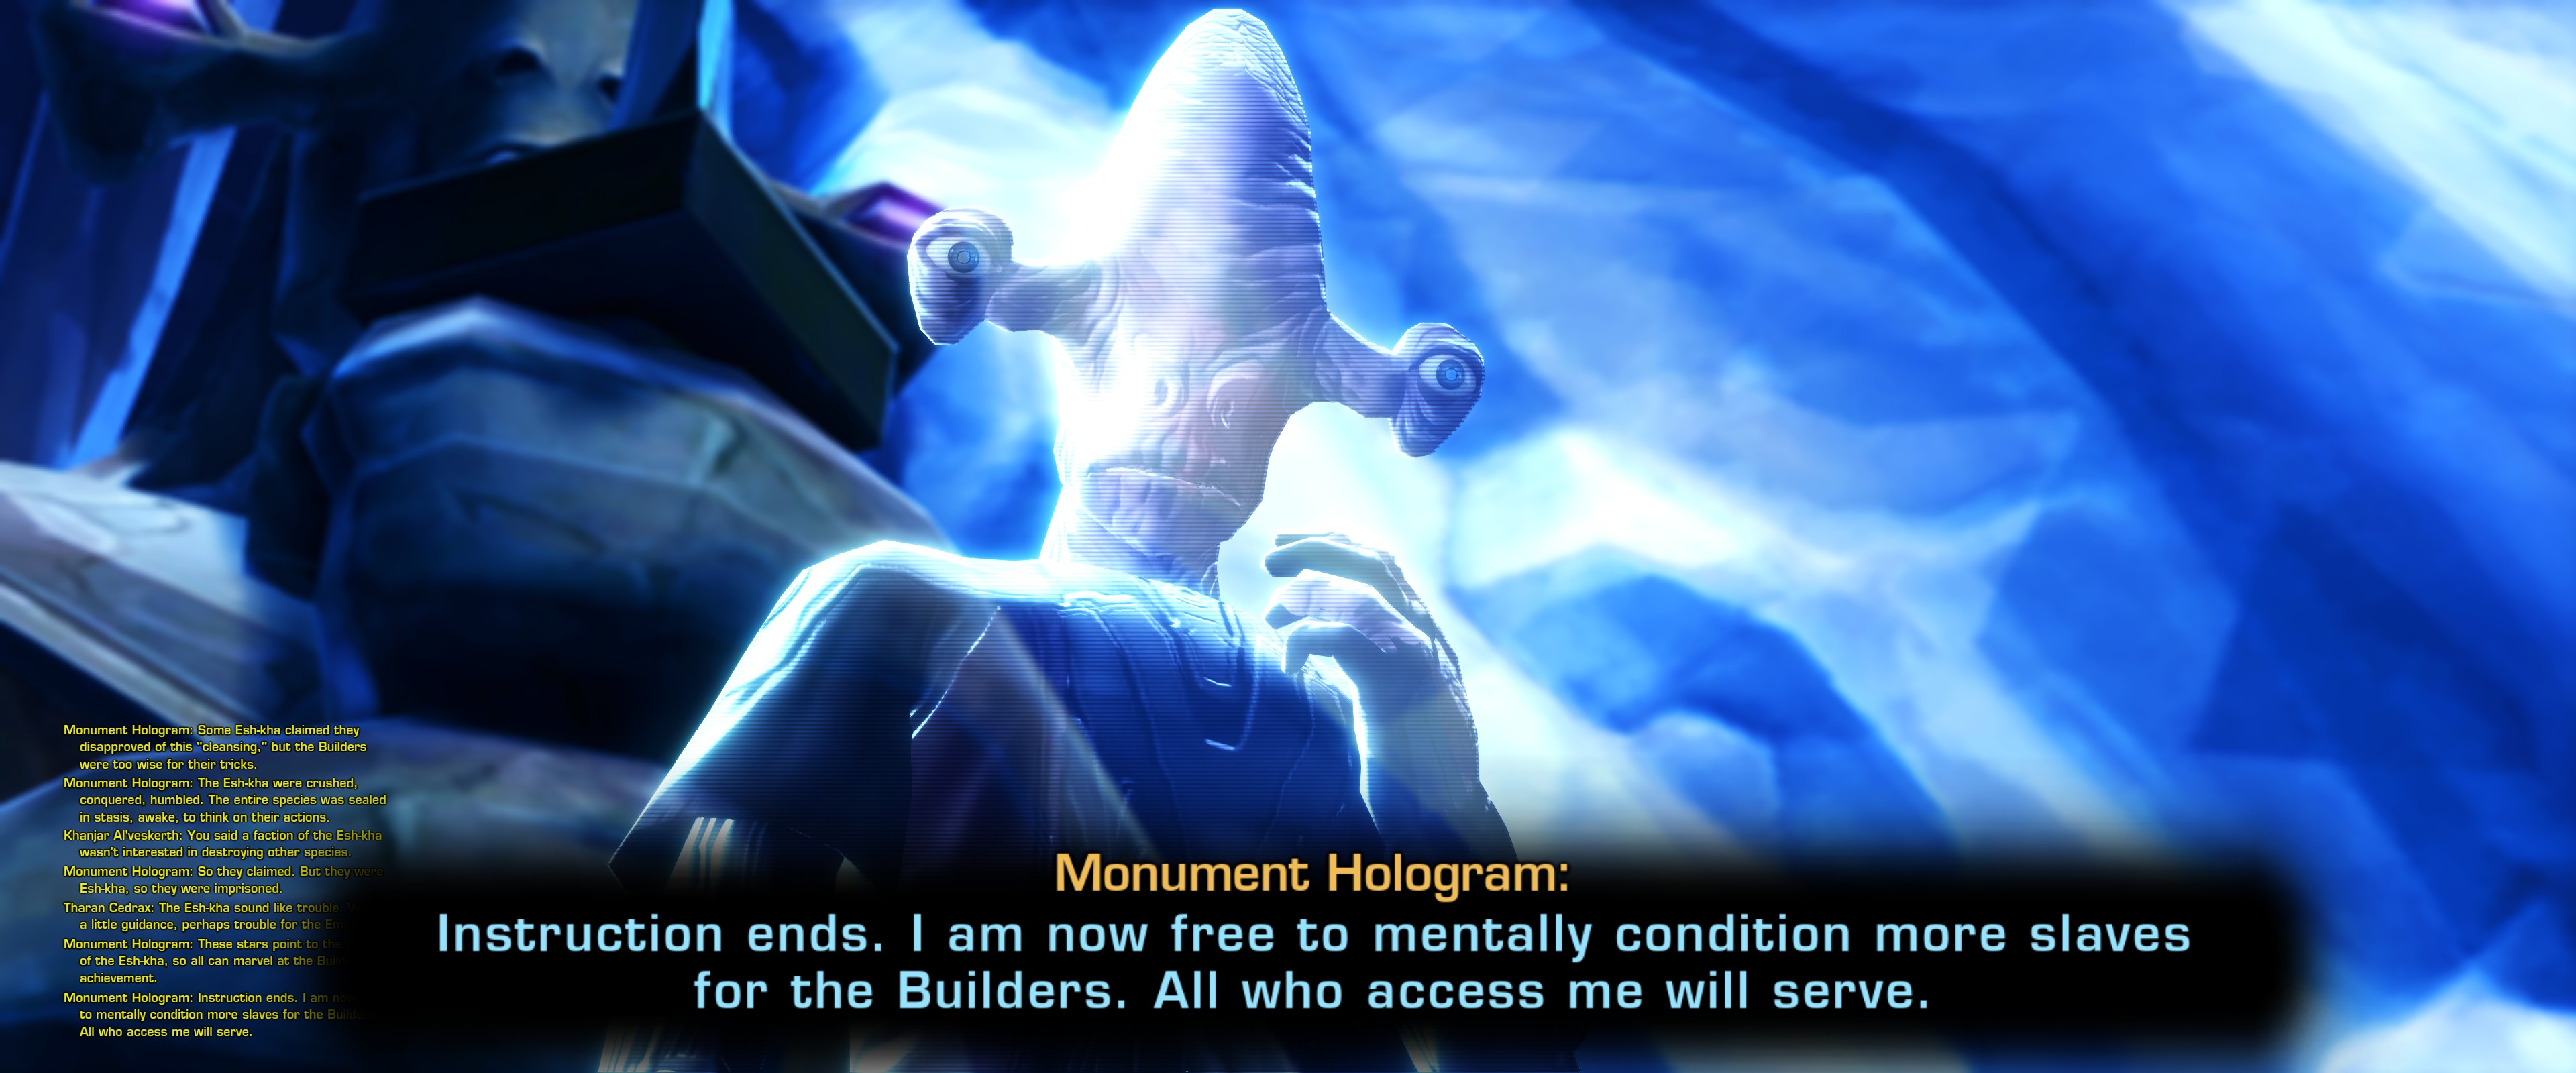 Monument Hologram: Some Esh-kha claimed they
disapproved of this "cleansing," but the Builders
were too wise for their tricks.
Monument Hologram: The Esh-kha were crushed,
conquered, humbled. The entire species was sealed
in stasis, awake, to think on their actions.
Khanjar Al'veskerth: You said a faction of the Esh-kha
wasn't interested in destroying other species.
Monument Hologram: So they claimed. But they were
Esh-kha, so they were imprisoned.
Tharan Cedrax: The Esh-kha sound like trouble.
a little guidance, perhaps trouble for the
Monument Hologram: These stars point to the
of the Esh-kha, so all can marvel at the
achievement.
Monument Hologram: Instruction ends. I am now
to mentally condition more slaves for the Builders.
All who access me will serve.
Monument Hologram:
Instruction ends. I am now free to mentally condition more slaves
for the Builders. All who access me will serve.